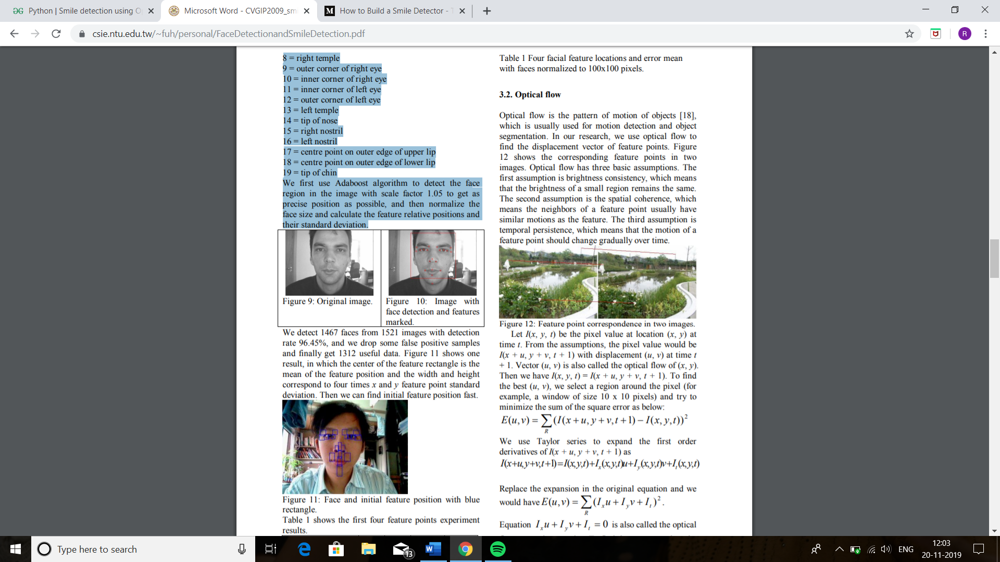 Python | Smile detection using O
Microsoft Word - CVGIP2009_smi
How to Build a Smile Detector - T
csie.ntu.edu.tw/~fuh/personal/FaceDetectionandSmileDetection.pdf
R
8 = right temple
9 = outer corner of right eye
10 = inner corner of right eye
11 = inner corner of left eye
12 = outer corner of left eye
13 = left temple
14 = tip of nose
15 = right nostril
16 = left nostril
17 = centre point on outer edge of upper lip
18 = centre point on outer edge of lower lip
19 = tip of chin
We first use Adaboost algorithm to detect the face
region in the image with scale factor 1.05 to get as
precise position as possible, and then normalize the
face size and calculate the feature relative positions and
their standard deviation.
Figure 9: Original image.
Figure 10: Image with
face detection and features
marked.
We detect 1467 faces from 1521 images with detection
rate 96.45%, and we drop some false positive samples
and finally get 1312 useful data. Figure 11 shows one
result, in which the center of the feature rectangle is the
mean of the feature position and the width and height
correspond to four times x and y feature point standard
deviation. Then we can find initial feature position fast.
Figure 11: Face and initial feature position with blue
rectangle.
Table 1 shows the first four feature points experiment
results.
Table 1 Four facial feature locations and error mean
with faces normalized to 100x100 pixels.
3.2. Optical flow
Optical flow is the pattern of motion of objects [18],
which is usually used for motion detection and object
segmentation. In our research, we use optical flow to
find the displacement vector of feature points. Figure
12 shows the corresponding feature points in two
images. Optical flow has three basic assumptions. The
first assumption is brightness consistency, which means
that the brightness of a small region remains the same.
The second assumption is the spatial coherence, which
means the neighbors of a feature point usually have
similar motions as the feature. The third assumption is
temporal persistence, which means that the motion of a
feature point should change gradually over time.
Figure 12: Feature point correspondence in two images.
Let I(x, y, t) be the pixel value at location (x, y) at
time t. From the assumptions, the pixel value would be
I(x + u, y + v, t + 1) with displacement (u, v) at time t
+ 1. Vector (u, v) is also called the optical flow of (x, y).
Then we have I(x, y, t) = I(x + u, y + v, t + 1). To find
the best (u, v), we select a region around the pixel (for
example, a window of size 10 x 10 pixels) and try to
minimize the sum of the square error as below:
E(u,v) = ∑_R (I(x+u, y+v, t+1) − I(x, y,t))²
We use Taylor series to expand the first order
derivatives of I(x + u, y + v, t + 1) as
I(x+u,y+v,t+1)=I(x,y,t)+I_x(x,y,t)u+I_y(x,y,t)v+I_t(x,y,t)
Replace the expansion in the original equation and we
would have E(u,v) = ∑_R (I_x u + I_y v + I_t)².
Equation I_x u + I_y v + I_t = 0 is also called the optical
Type here to search
13
W
ENG
12:03
20-11-2019